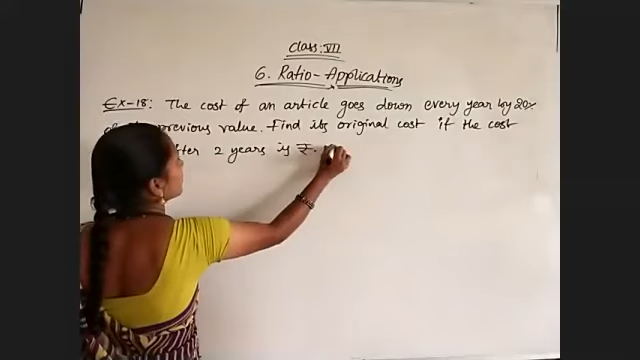 Class: VII
6. Ratio - Applications
Ex-18: The cost of an article goes down every year by 20%
previous value. Find its original cost if the cost
2 years is ₹.